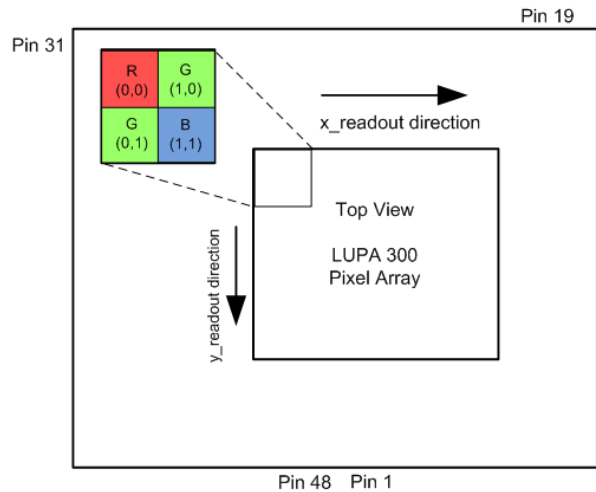 Pin 19
Pin 31
R
(0,0)
G
(1,0)
G
(0,1)
B
(1,1)
x_readout direction
Top View
LUPA 300
Pixel Array
y_readout direction
Pin 48 Pin 1